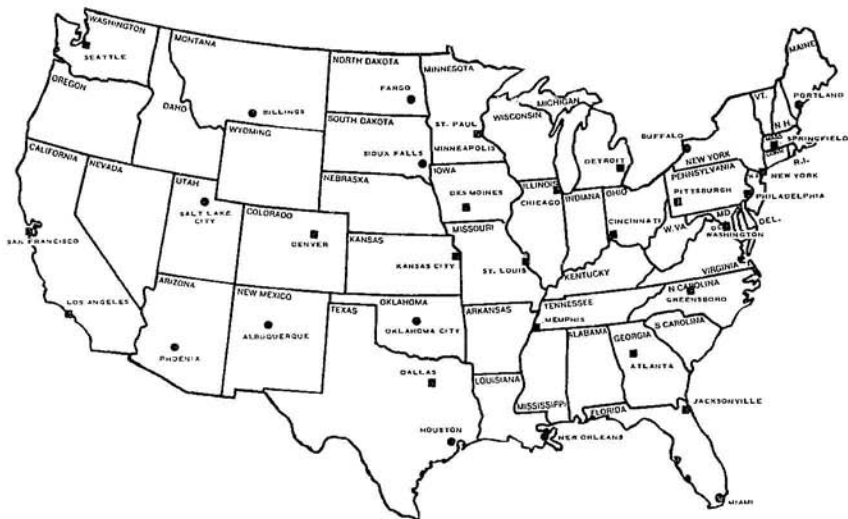 WASHINGTON
SEATTLE
OREGON
IDAHO
MONTANA
BILLINGS
WYOMING
NORTH DAKOTA
FARGO
SOUTH DAKOTA
SIOUX FALLS
MINNESOTA
ST. PAUL
MINNEAPOLIS
WISCONSIN
MICHIGAN
DETROIT
CALIFORNIA
SAN FRANCISCO
LOS ANGELES
NEVADA
UTAH
SALT LAKE
CITY
COLORADO
DENVER
NEBRASKA
KANSAS
KANSAS CITY
IOWA
DES MOINES
MISSOURI
ST. LOUIS
ILLINOIS
CHICAGO
INDIANA
OHIO
CINCINNATI
KENTUCKY
W. VA.
VIRGINIA
MD.
WASHINGTON
DEL.
PENNSYLVANIA
PITTSBURGH
PHILADELPHIA
NEW YORK
BUFFALO
NEW YORK
VT.
N.H.
MAINE
PORTLAND
MASS
SPRINGFIELD
CONN
R.I.
ARIZONA
PHOENIX
NEW MEXICO
ALBUQUERQUE
TEXAS
DALLAS
HOUSTON
OKLAHOMA
OKLAHOMA CITY
ARKANSAS
LOUISIANA
NEW ORLEANS
TENNESSEE
MEMPHIS
MISSISSIPPI
ALABAMA
GEORGIA
ATLANTA
N CAROLINA
GREENSBORO
S CAROLINA
FLORIDA
JACKSONVILLE
MIAMI